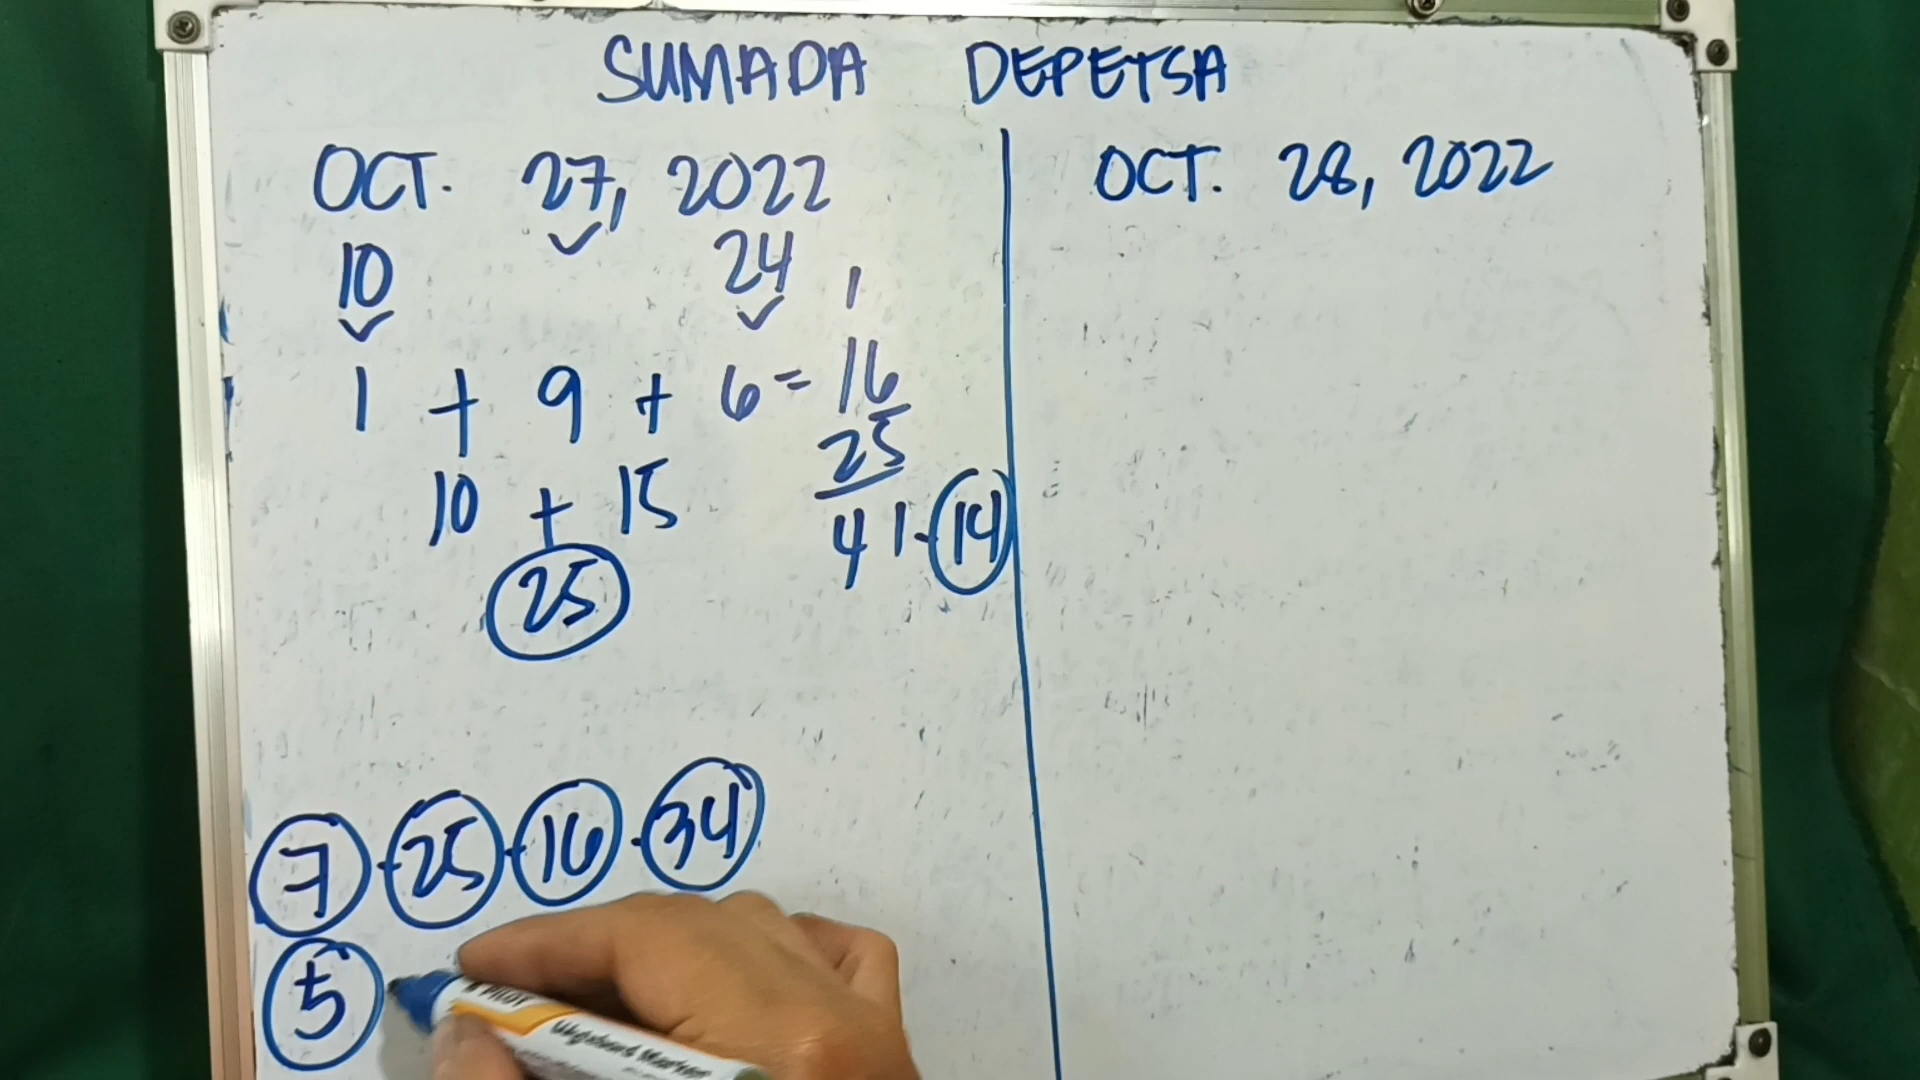 SUMADA DEPETSA
OCT. 27, 2022
10 24 1
1 + 9 + 6 = 16
25
10 + 15
41.14
25
7.25.16.34
5
OCT. 28, 2022
PILOT